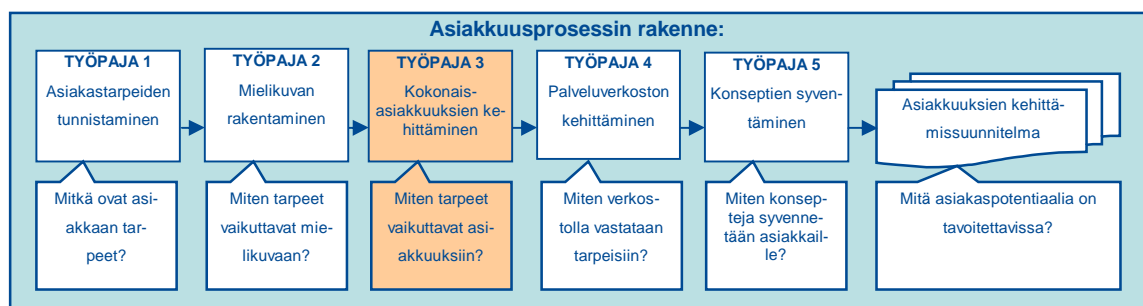 Asiakkuusprosessin rakenne:
TYÖPAJA 1
Asiakastarpeiden
tunnistaminen
TYÖPAJA 2
Mielikuvan
rakentaminen
TYÖPAJA 3
Kokonais-
asiakkuuksien ke-
hittäminen
TYÖPAJA 4
Palveluverkoston
kehittäminen
TYÖPAJA 5
Konseptien syven-
täminen
Asiakkuuksien kehittä-
missuunnitelma
Mitkä ovat asi-
akkaan tar-
peet?
Miten tarpeet
vaikuttavat mie-
likuvaan?
Miten tarpeet
vaikuttavat asi-
akkuuksiin?
Miten verkos-
tolla vastataan
tarpeisiin?
Miten konsep-
teja syvenne-
tään asiakkail-
le?
Mitä asiakaspotentiaalia on
tavoitettavissa?